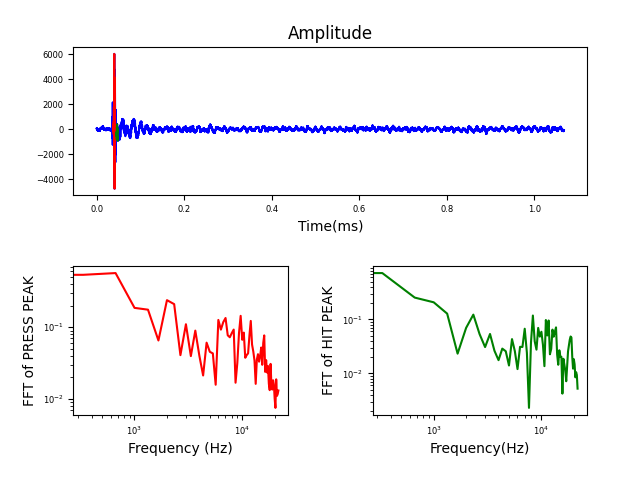 Amplitude
6000
4000
2000
0
−2000
−4000
0.0 0.2 0.4 0.6 0.8 1.0
Time(ms)
FFT of PRESS PEAK
10⁻¹
10⁻²
10³ 10⁴
Frequency (Hz)
FFT of HIT PEAK
10⁻¹
10⁻²
10³ 10⁴
Frequency(Hz)